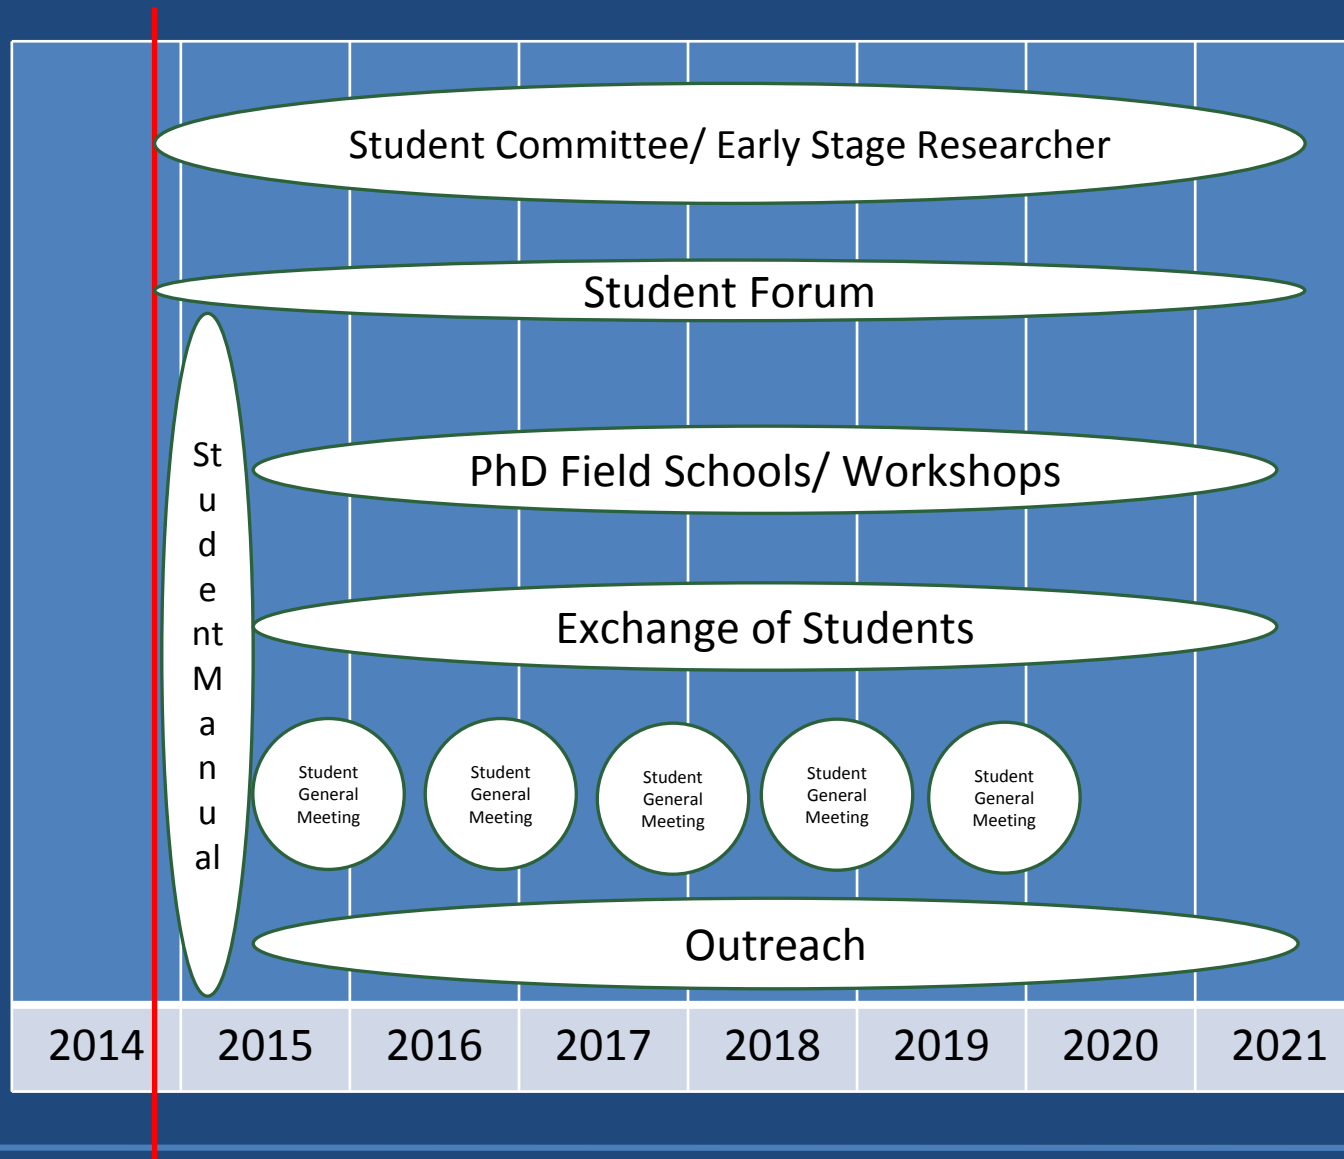 Student Committee/ Early Stage Researcher
Student Forum
St
u
d
e
nt
M
a
n
u
al
PhD Field Schools/ Workshops
Exchange of Students
Student
General
Meeting
Student
General
Meeting
Student
General
Meeting
Student
General
Meeting
Student
General
Meeting
Outreach
2014 2015 2016 2017 2018 2019 2020 2021